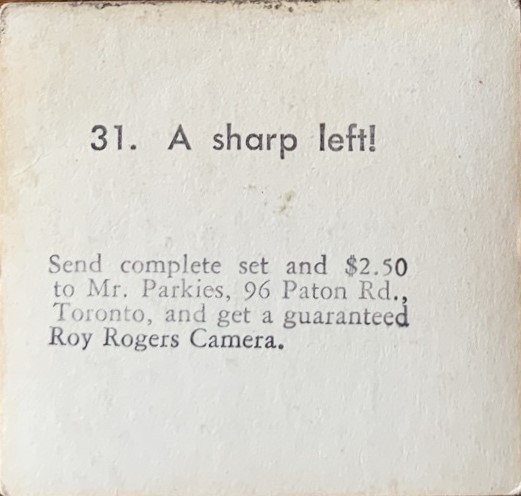 31. A sharp left!
Send complete set and $2.50
to Mr. Parkies, 96 Paton Rd.,
Toronto, and get a guaranteed
Roy Rogers Camera.